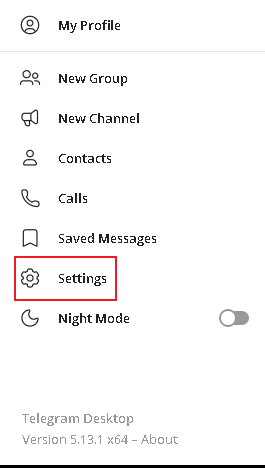 My Profile
New Group
New Channel
Contacts
Calls
Saved Messages
Settings
Night Mode
Telegram Desktop
Version 5.13.1 x64 – About